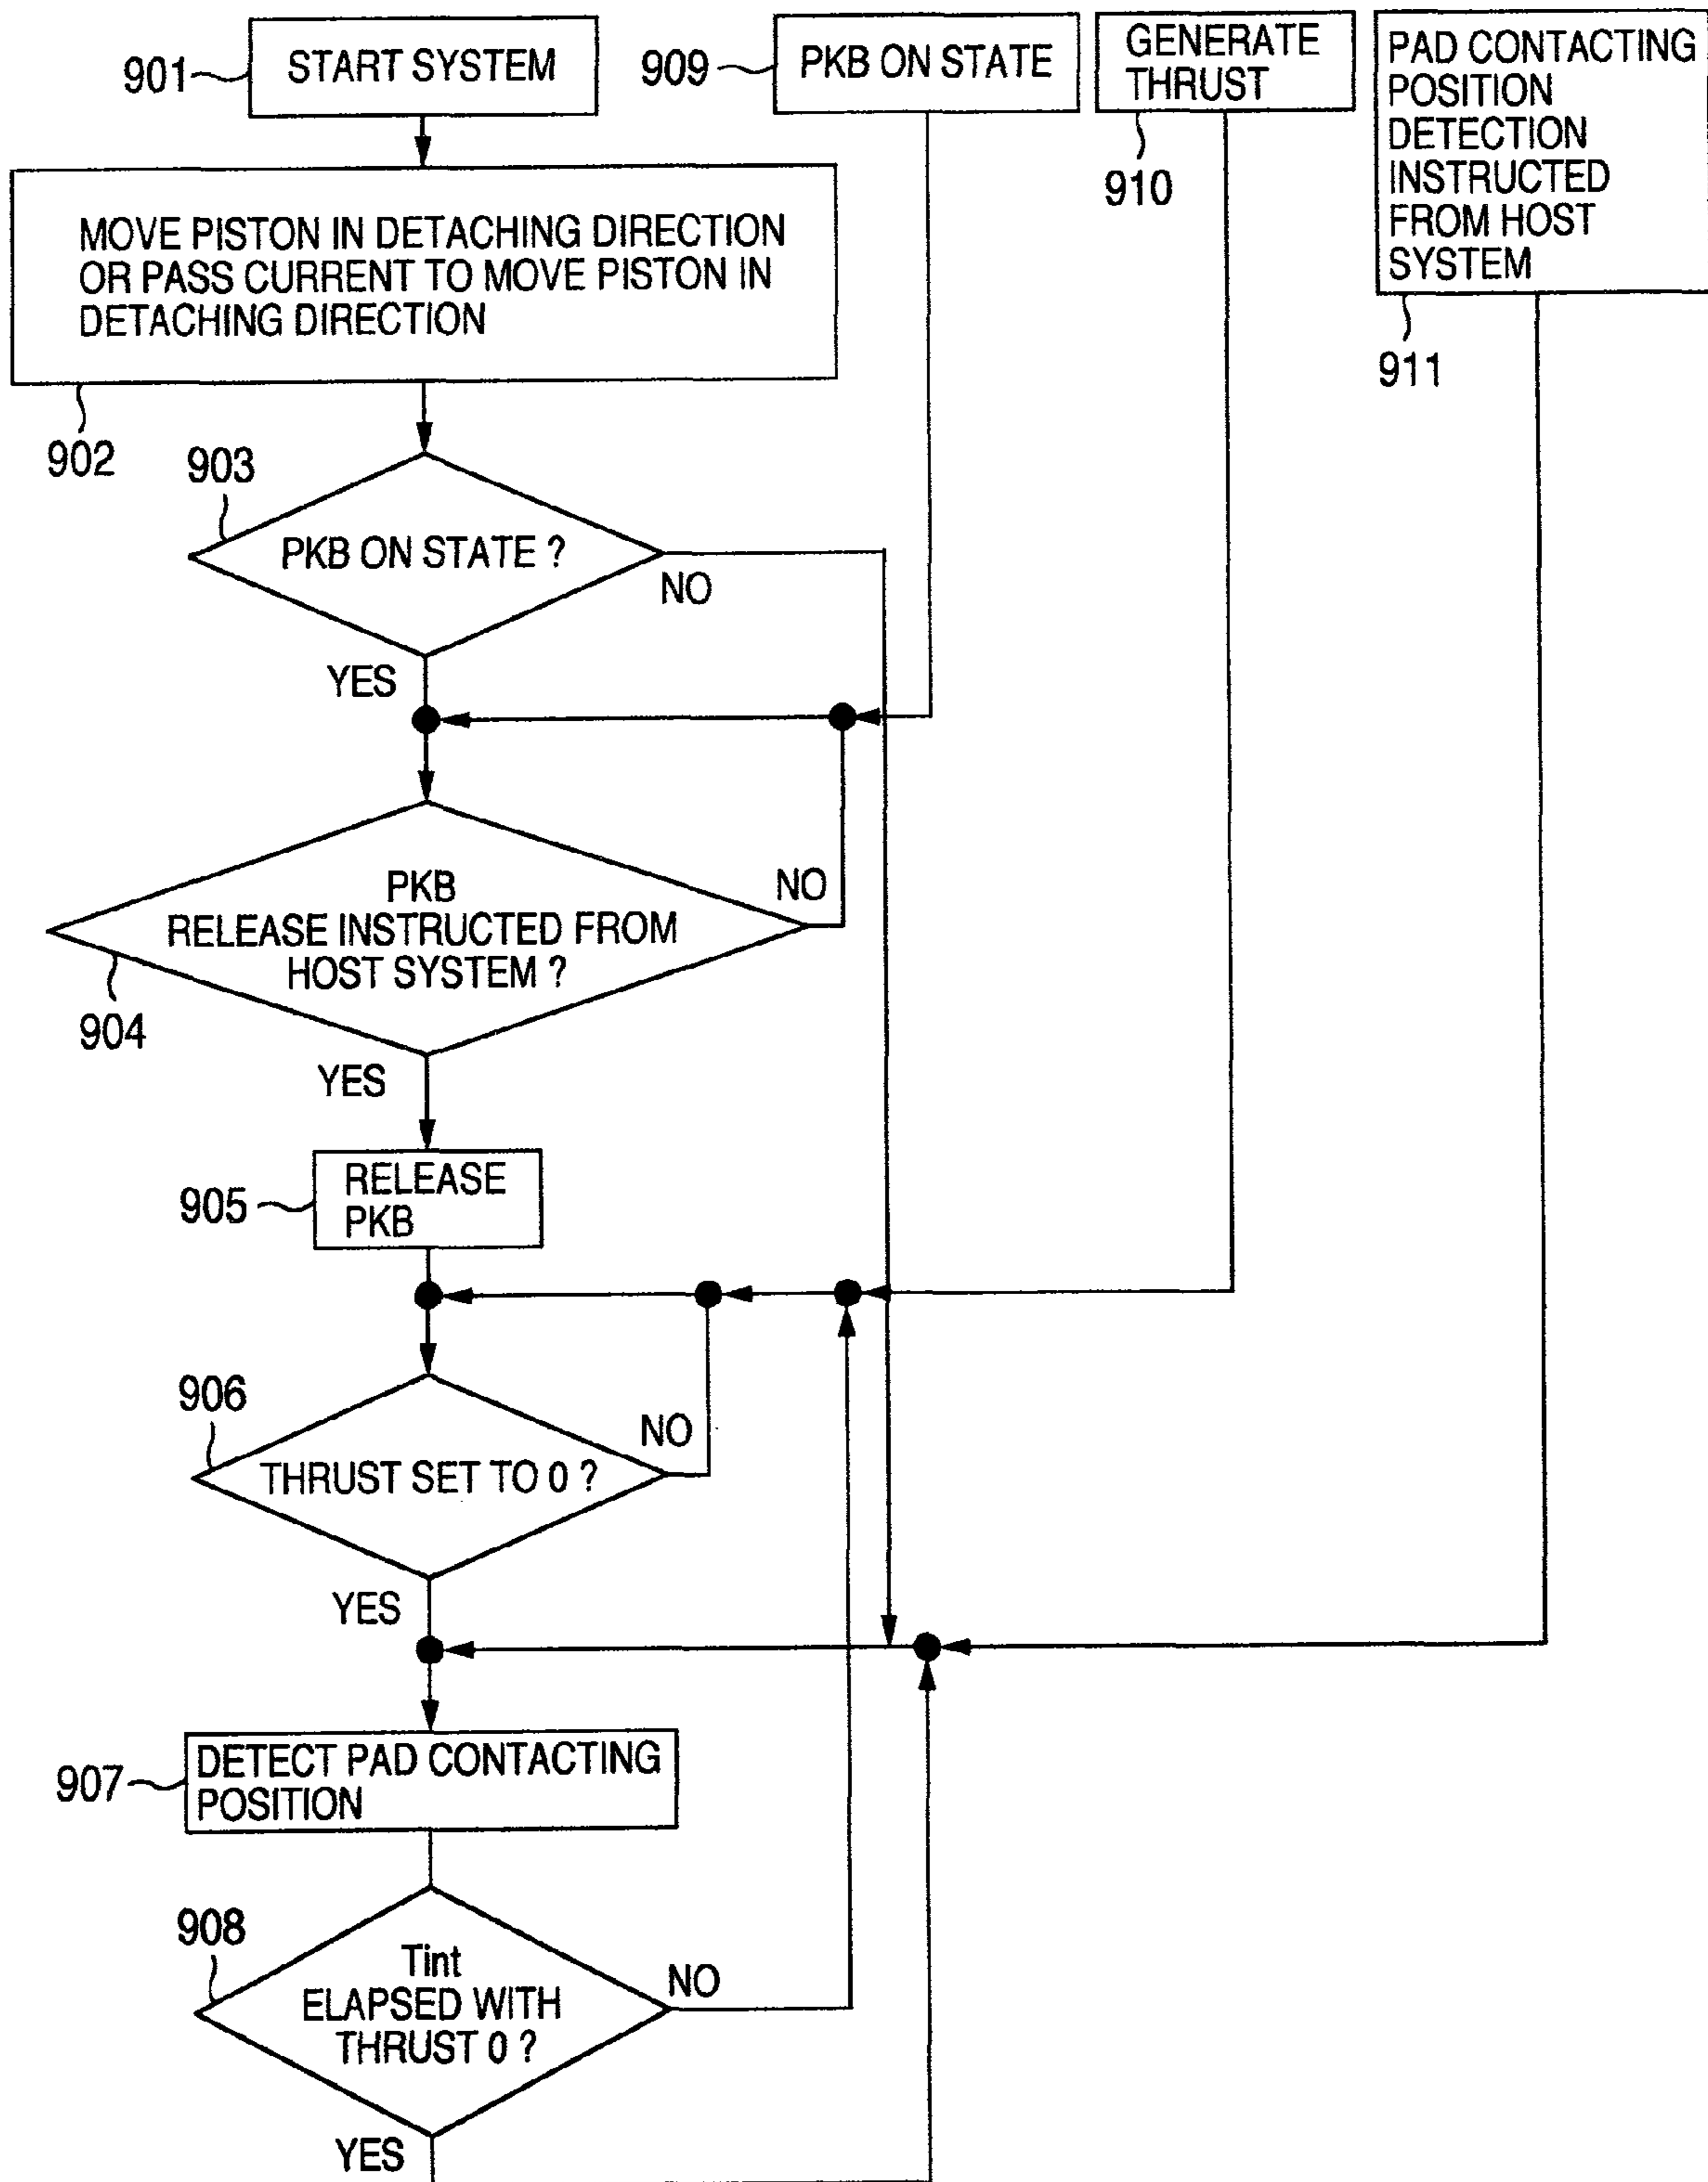 901
START SYSTEM
909
PKB ON STATE
GENERATE
THRUST
910
PAD CONTACTING
POSITION
DETECTION
INSTRUCTED
FROM HOST
SYSTEM
911
MOVE PISTON IN DETACHING DIRECTION
OR PASS CURRENT TO MOVE PISTON IN
DETACHING DIRECTION
902
903
PKB ON STATE ?
NO
YES
PKB
RELEASE INSTRUCTED FROM
HOST SYSTEM ?
NO
904
YES
905
RELEASE
PKB
906
THRUST SET TO 0 ?
NO
YES
907
DETECT PAD CONTACTING
POSITION
908
Tint
ELAPSED WITH
THRUST 0 ?
NO
YES